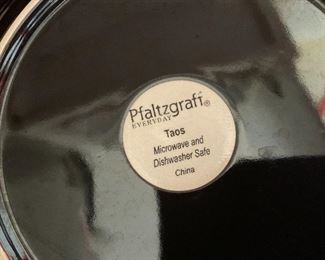 Pfaltzgraff®
EVERYDAY
Taos
Microwave and
Dishwasher Safe
China